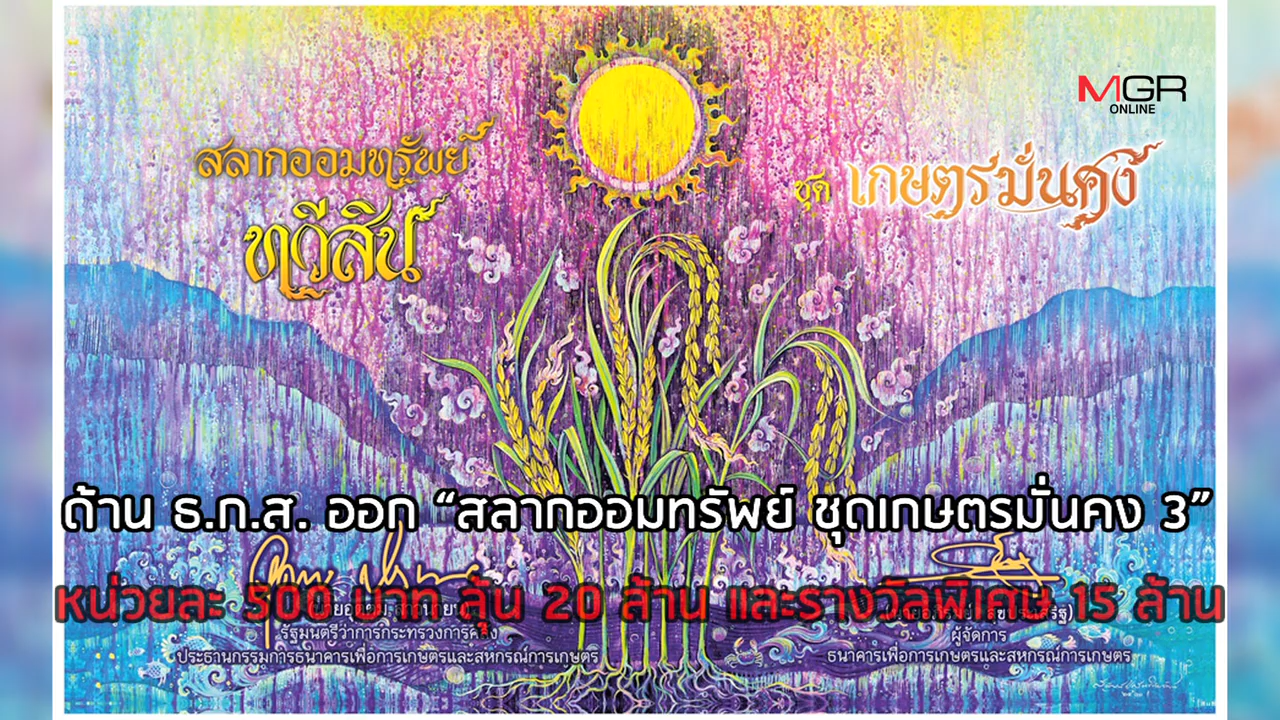 MGR
ONLINE
สลากออมทรัพย์
ทวีสิน
ชุด เกษตรมั่นคง
ด้าน ธ.ก.ส. ออก “สลากออมทรัพย์ ชุดเกษตรมั่นคง 3”
หน่วยละ 500 บาท ลุ้น 20 ล้าน และรางวัลพิเศษ 15 ล้าน
รัฐมนตรีว่าการกระทรวงการคลัง
ประธานกรรมการธนาคารเพื่อการเกษตรและสหกรณ์การเกษตร
ผู้จัดการ
ธนาคารเพื่อการเกษตรและสหกรณ์การเกษตร